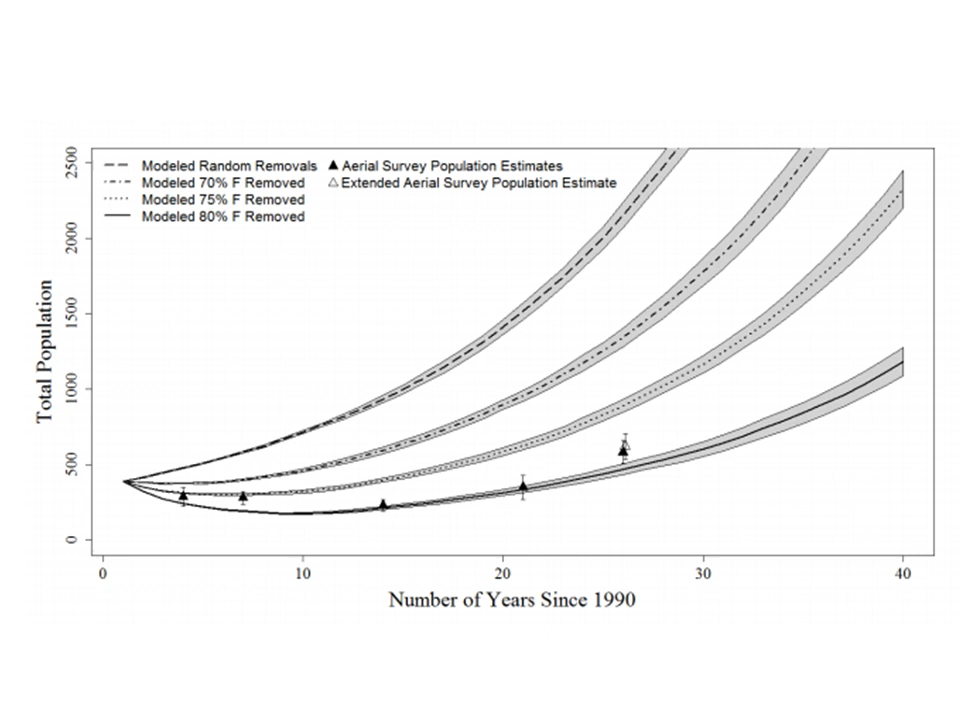 2500
2000
1500
1000
500
0
Total Population
Modeled Random Removals
Modeled 70% F Removed
Modeled 75% F Removed
Modeled 80% F Removed
Aerial Survey Population Estimates
Extended Aerial Survey Population Estimate
0 10 20 30 40
Number of Years Since 1990